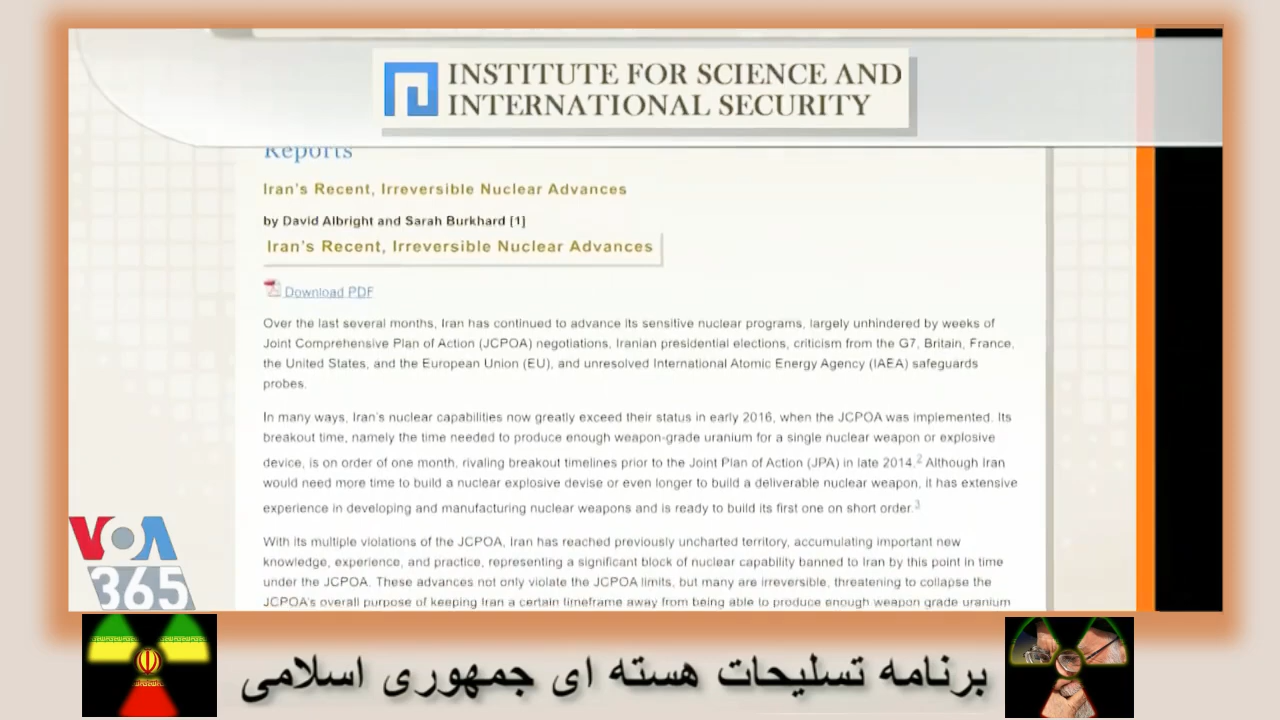 INSTITUTE FOR SCIENCE AND
INTERNATIONAL SECURITY
Reports
Iran's Recent, Irreversible Nuclear Advances
by David Albright and Sarah Burkhard [1]
Iran's Recent, Irreversible Nuclear Advances
Download PDF
Over the last several months, Iran has continued to advance its sensitive nuclear programs, largely unhindered by weeks of
Joint Comprehensive Plan of Action (JCPOA) negotiations, Iranian presidential elections, criticism from the G7, Britain, France,
the United States, and the European Union (EU), and unresolved International Atomic Energy Agency (IAEA) safeguards
probes.
In many ways, Iran's nuclear capabilities now greatly exceed their status in early 2016, when the JCPOA was implemented. Its
breakout time, namely the time needed to produce enough weapon-grade uranium for a single nuclear weapon or explosive
device, is on order of one month, rivaling breakout timelines prior to the Joint Plan of Action (JPA) in late 2014.2 Although Iran
would need more time to build a nuclear explosive devise or even longer to build a deliverable nuclear weapon, it has extensive
experience in developing and manufacturing nuclear weapons and is ready to build its first one on short order.3
With its multiple violations of the JCPOA, Iran has reached previously uncharted territory, accumulating important new
knowledge, experience, and practice, representing a significant block of nuclear capability banned to Iran by this point in time
under the JCPOA. These advances not only violate the JCPOA limits, but many are irreversible, threatening to collapse the
JCPOA's overall purpose of keeping Iran a certain timeframe away from being able to produce enough weapon grade uranium
VOA
365
برنامه تسلیحات هسته ای جمهوری اسلامی